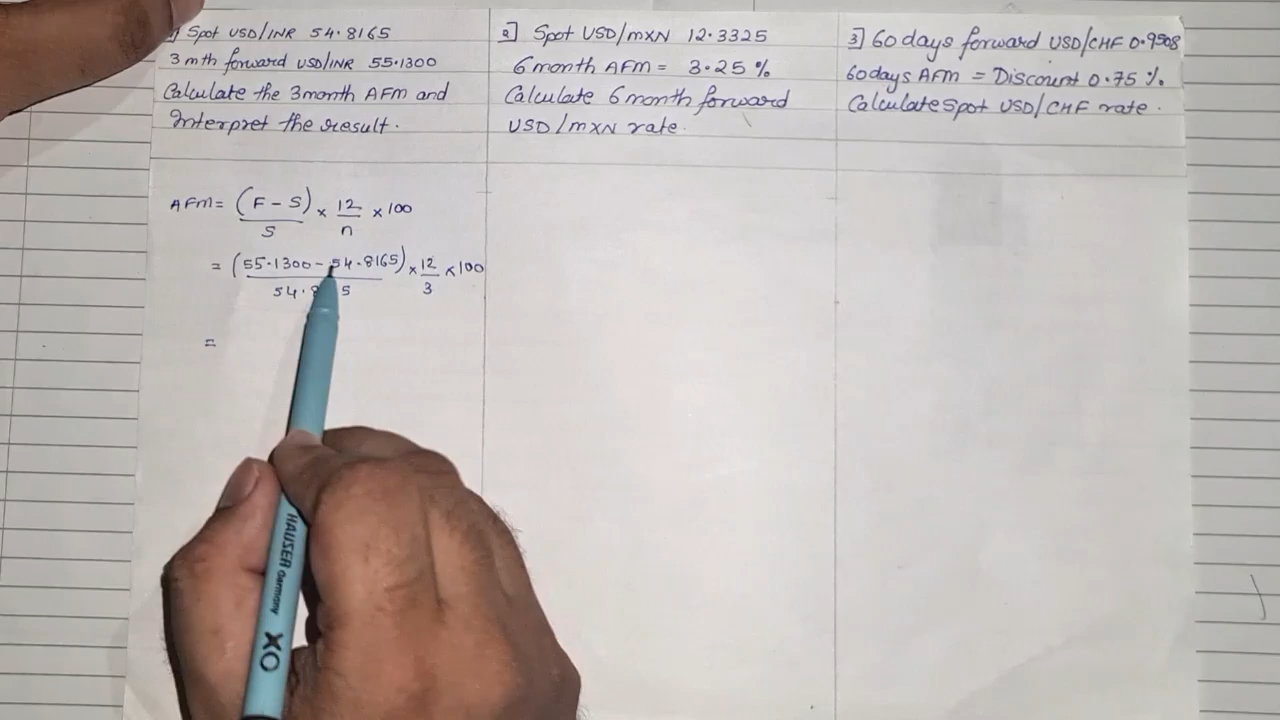 Spot USD/INR 54.8165
3 mth forward USD/INR 55.1300
Calculate the 3 month AFM and
Interpret the result.
2] Spot USD/MXN 12.3325
6 month AFM = 3.25 %
Calculate 6 month forward
USD/MXN rate.
3] 60 days forward USD/CHF 0.9508
60 days AFM = Discount 0.75 %
Calculate Spot USD/CHF rate.
AFM = (F - S) × 12 × 100
S n
= (55.1300 - 54.8165) × 12 × 100
54.8 5 3
=
HAUSER Germany XO